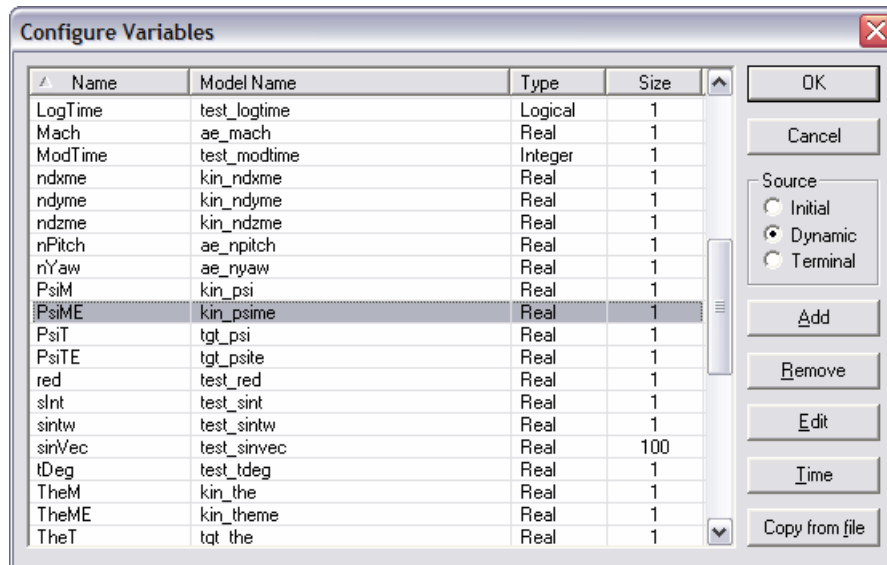 Configure Variables
Name Model Name Type Size
LogTime test_logtime Logical 1
Mach ae_mach Real 1
ModTime test_modtime Integer 1
ndxme kin_ndxme Real 1
ndyme kin_ndyme Real 1
ndzme kin_ndzme Real 1
nPitch ae_npitch Real 1
nYaw ae_nyaw Real 1
PsiM kin_psi Real 1
PsiME kin_psime Real 1
PsiT tgt_psi Real 1
PsiTE tgt_psite Real 1
red test_red Real 1
sInt test_sint Real 1
sintw test_sintw Real 1
sinVec test_sinvec Real 100
tDeg test_tdeg Real 1
TheM kin_the Real 1
TheME kin_theme Real 1
TheT tgt_the Real 1
OK
Cancel
Source
Initial
Dynamic
Terminal
Add
Remove
Edit
Time
Copy from file